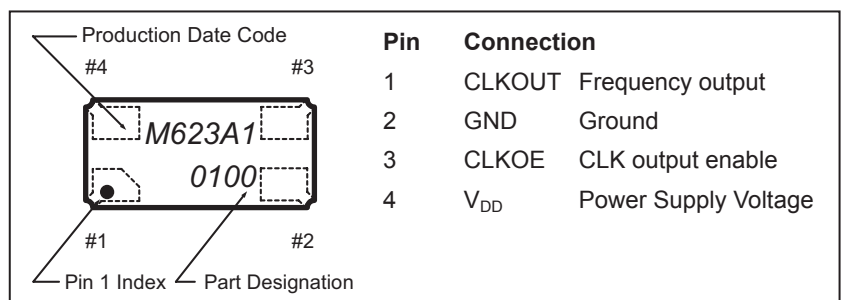 Production Date Code
#4 #3
M623A1
0100
#1 #2
Pin 1 Index Part Designation
Pin Connection
1 CLKOUT Frequency output
2 GND Ground
3 CLKOE CLK output enable
4 VDD Power Supply Voltage